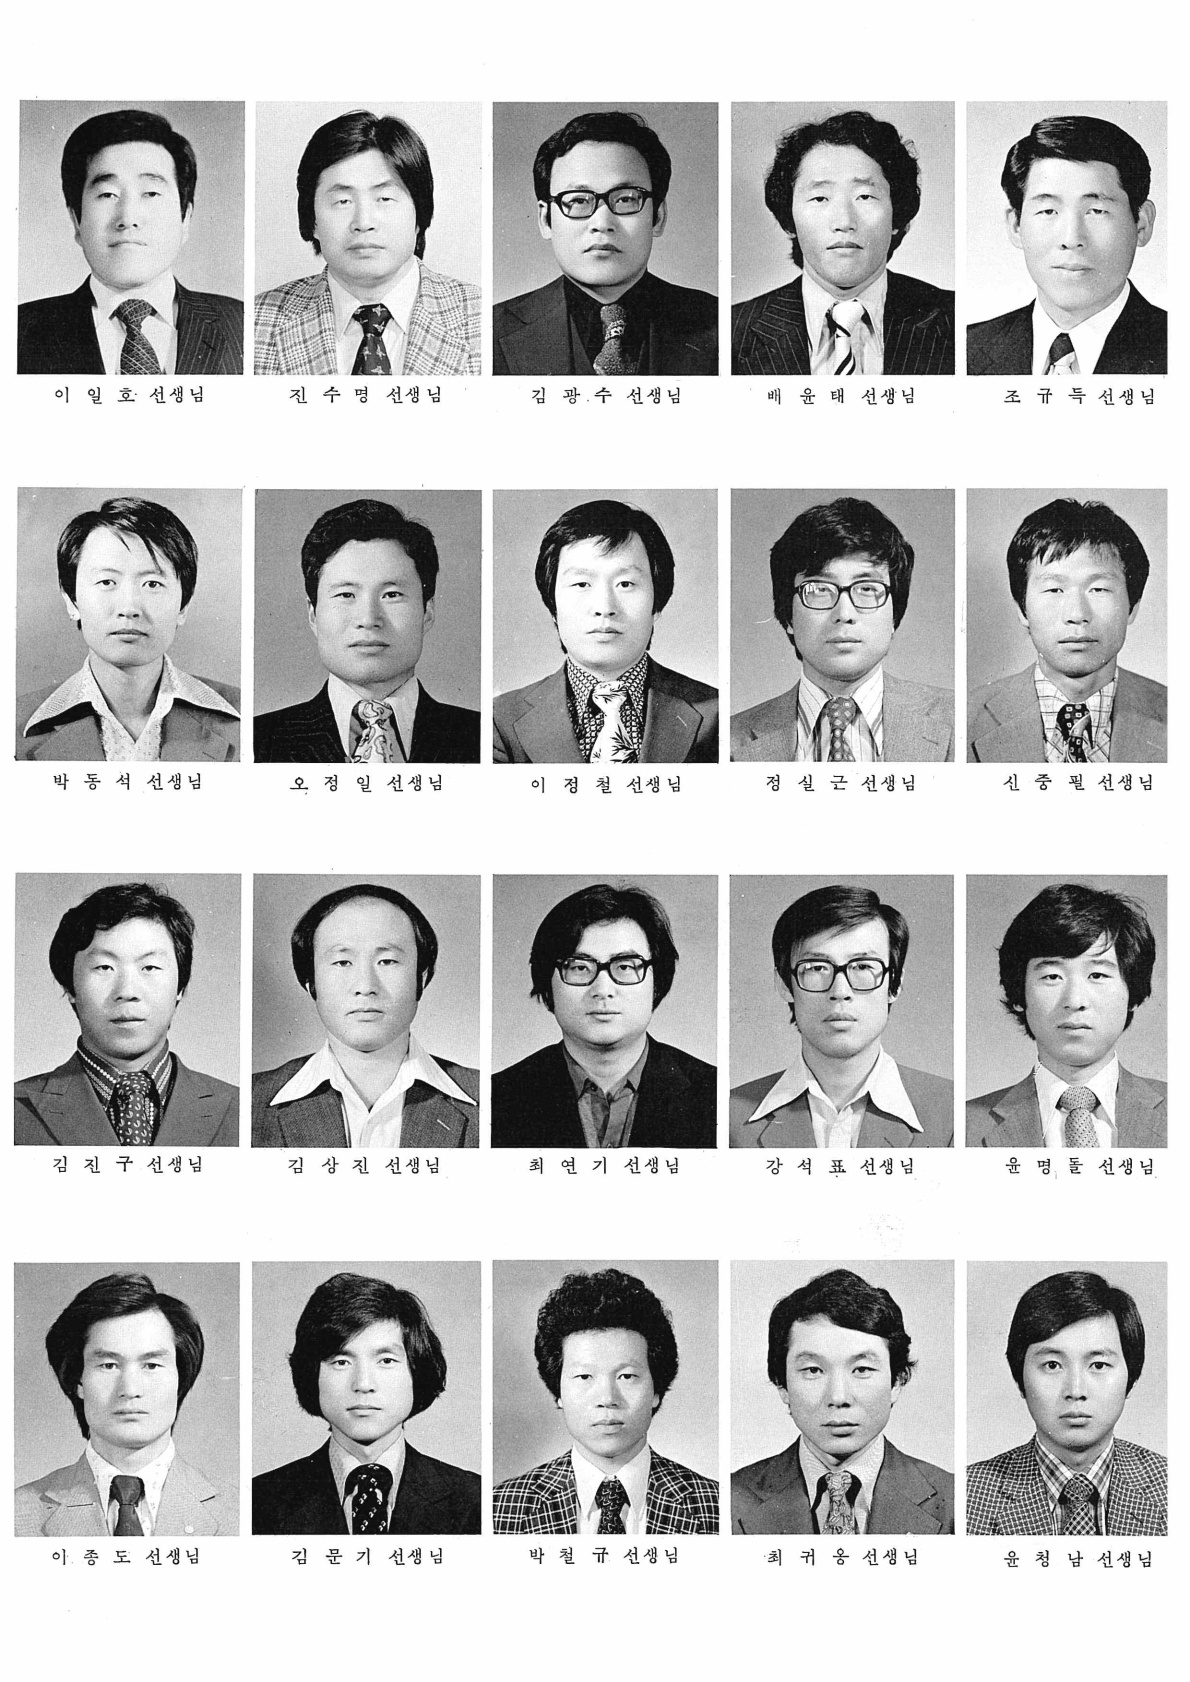 이 일 호 선생님
진 수 명 선생님
김 광 수 선생님
배 윤 태 선생님
조 규 득 선생님
박 동 석 선생님
오 정 일 선생님
이 정 철 선생님
정 실 근 선생님
신 중 필 선생님
김 진 구 선생님
김 상 진 선생님
최 연 기 선생님
강 석 표 선생님
윤 명 돌 선생님
이 종 도 선생님
김 문 기 선생님
박 철 규 선생님
최 귀 옹 선생님
윤 청 남 선생님